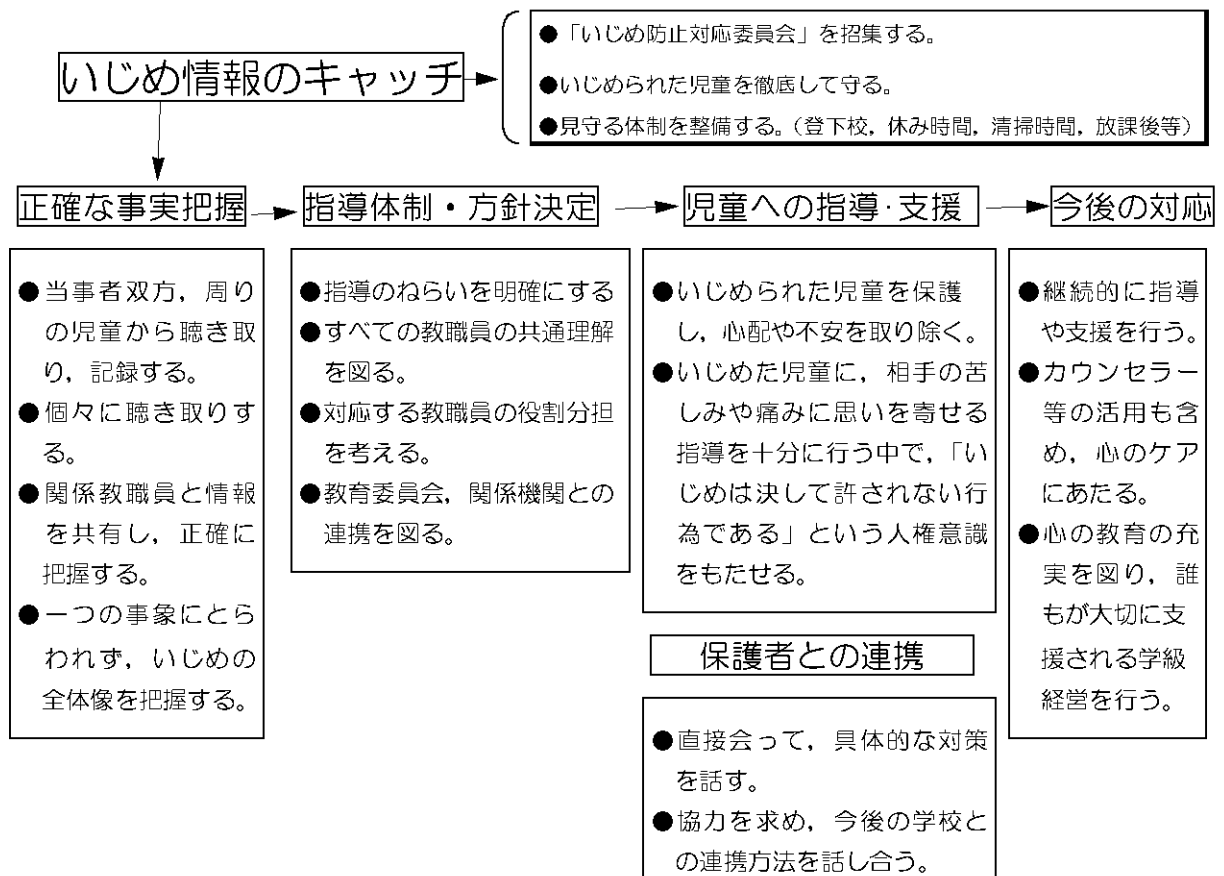 ●「いじめ防止対応委員会」を招集する。
いじめ情報のキャッチ
●いじめられた児童を徹底して守る。
●見守る体制を整備する。（登下校，休み時間，清掃時間，放課後等）
正確な事実把握
指導体制・方針決定
児童への指導・支援
今後の対応
●当事者双方，周り
の児童から聴き取
り，記録する。
●個々に聴き取りす
る。
●関係教職員と情報
を共有し，正確に
把握する。
●一つの事象にとら
われず，いじめの
全体像を把握する。
●指導のねらいを明確にする
●すべての教職員の共通理解
を図る。
●対応する教職員の役割分担
を考える。
●教育委員会，関係機関との
連携を図る。
●いじめられた児童を保護
し，心配や不安を取り除く。
●いじめた児童に，相手の苦
しみや痛みに思いを寄せる
指導を十分に行う中で，「い
じめは決して許されない行
為である」という人権意識
をもたせる。
保護者との連携
●直接会って，具体的な対策
を話す。
●協力を求め，今後の学校と
の連携方法を話し合う。
●継続的に指導
や支援を行う。
●カウンセラー
等の活用も含
め，心のケア
にあたる。
●心の教育の充
実を図り，誰
もが大切に支
援される学級
経営を行う。